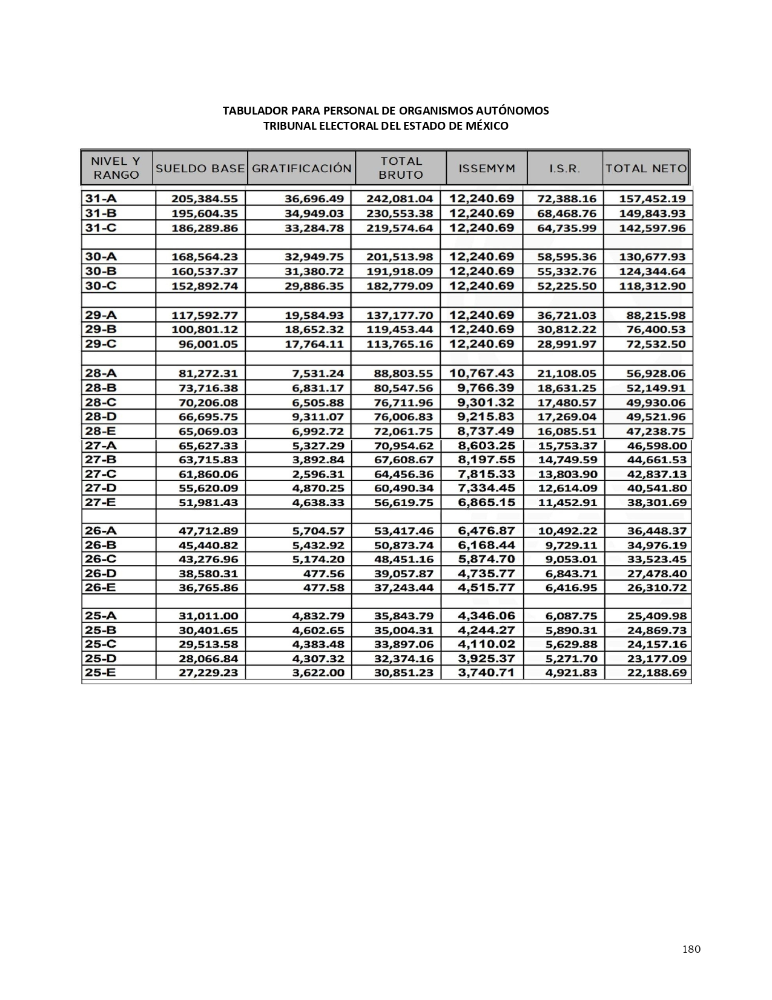 TABULADOR PARA PERSONAL DE ORGANISMOS AUTÓNOMOS
TRIBUNAL ELECTORAL DEL ESTADO DE MÉXICO
NIVEL Y RANGO SUELDO BASE GRATIFICACIÓN TOTAL BRUTO ISSEMYM I.S.R. TOTAL NETO
31-A 205,384.55 36,696.49 242,081.04 12,240.69 72,388.16 157,452.19
31-B 195,604.35 34,949.03 230,553.38 12,240.69 68,468.76 149,843.93
31-C 186,289.86 33,284.78 219,574.64 12,240.69 64,735.99 142,597.96
30-A 168,564.23 32,949.75 201,513.98 12,240.69 58,595.36 130,677.93
30-B 160,537.37 31,380.72 191,918.09 12,240.69 55,332.76 124,344.64
30-C 152,892.74 29,886.35 182,779.09 12,240.69 52,225.50 118,312.90
29-A 117,592.77 19,584.93 137,177.70 12,240.69 36,721.03 88,215.98
29-B 100,801.12 18,652.32 119,453.44 12,240.69 30,812.22 76,400.53
29-C 96,001.05 17,764.11 113,765.16 12,240.69 28,991.97 72,532.50
28-A 81,272.31 7,531.24 88,803.55 10,767.43 21,108.05 56,928.06
28-B 73,716.38 6,831.17 80,547.56 9,766.39 18,631.25 52,149.91
28-C 70,206.08 6,505.88 76,711.96 9,301.32 17,480.57 49,930.06
28-D 66,695.75 9,311.07 76,006.83 9,215.83 17,269.04 49,521.96
28-E 65,069.03 6,992.72 72,061.75 8,737.49 16,085.51 47,238.75
27-A 65,627.33 5,327.29 70,954.62 8,603.25 15,753.37 46,598.00
27-B 63,715.83 3,892.84 67,608.67 8,197.55 14,749.59 44,661.53
27-C 61,860.06 2,596.31 64,456.36 7,815.33 13,803.90 42,837.13
27-D 55,620.09 4,870.25 60,490.34 7,334.45 12,614.09 40,541.80
27-E 51,981.43 4,638.33 56,619.75 6,865.15 11,452.91 38,301.69
26-A 47,712.89 5,704.57 53,417.46 6,476.87 10,492.22 36,448.37
26-B 45,440.82 5,432.92 50,873.74 6,168.44 9,729.11 34,976.19
26-C 43,276.96 5,174.20 48,451.16 5,874.70 9,053.01 33,523.45
26-D 38,580.31 477.56 39,057.87 4,735.77 6,843.71 27,478.40
26-E 36,765.86 477.58 37,243.44 4,515.77 6,416.95 26,310.72
25-A 31,011.00 4,832.79 35,843.79 4,346.06 6,087.75 25,409.98
25-B 30,401.65 4,602.65 35,004.31 4,244.27 5,890.31 24,869.73
25-C 29,513.58 4,383.48 33,897.06 4,110.02 5,629.88 24,157.16
25-D 28,066.84 4,307.32 32,374.16 3,925.37 5,271.70 23,177.09
25-E 27,229.23 3,622.00 30,851.23 3,740.71 4,921.83 22,188.69
180